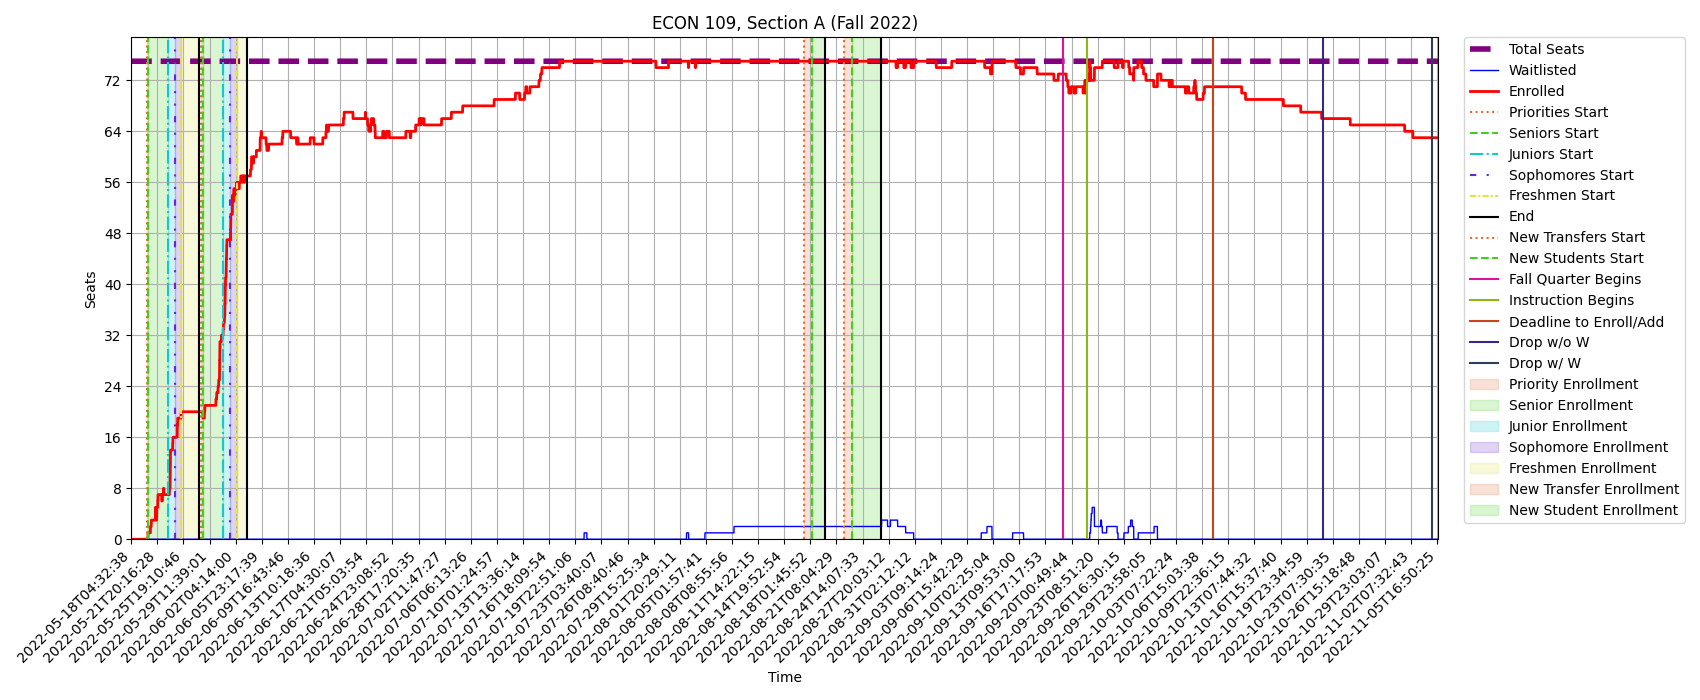 ECON 109, Section A (Fall 2022)
Seats
72
64
56
48
40
32
24
16
8
0
2022-05-18T04:32:38
2022-05-21T20:16:28
2022-05-25T19:10:46
2022-05-29T11:39:01
2022-06-02T04:14:00
2022-06-05T23:17:39
2022-06-09T16:43:46
2022-06-13T10:18:36
2022-06-17T04:30:07
2022-06-21T05:03:54
2022-06-24T23:08:52
2022-06-28T17:20:35
2022-07-02T11:47:27
2022-07-06T06:13:26
2022-07-10T01:24:57
2022-07-13T13:36:14
2022-07-16T18:09:54
2022-07-19T22:51:06
2022-07-23T03:40:07
2022-07-26T08:40:46
2022-07-29T15:25:34
2022-08-01T20:29:11
2022-08-05T01:57:41
2022-08-08T08:55:56
2022-08-11T14:22:15
2022-08-14T19:52:54
2022-08-18T01:45:52
2022-08-21T08:04:29
2022-08-24T14:07:33
2022-08-27T20:03:12
2022-08-31T02:12:12
2022-09-03T09:14:24
2022-09-06T15:42:29
2022-09-10T02:25:04
2022-09-13T09:53:00
2022-09-16T17:17:53
2022-09-20T00:49:44
2022-09-23T08:51:20
2022-09-26T16:30:15
2022-09-29T23:58:05
2022-10-03T07:22:24
2022-10-06T15:03:38
2022-10-09T22:36:15
2022-10-13T07:44:32
2022-10-16T15:37:40
2022-10-19T23:34:59
2022-10-23T07:30:35
2022-10-26T15:18:48
2022-10-29T23:03:07
2022-11-02T07:32:43
2022-11-05T16:50:25
Time
Total Seats
Waitlisted
Enrolled
Priorities Start
Seniors Start
Juniors Start
Sophomores Start
Freshmen Start
End
New Transfers Start
New Students Start
Fall Quarter Begins
Instruction Begins
Deadline to Enroll/Add
Drop w/o W
Drop w/ W
Priority Enrollment
Senior Enrollment
Junior Enrollment
Sophomore Enrollment
Freshmen Enrollment
New Transfer Enrollment
New Student Enrollment